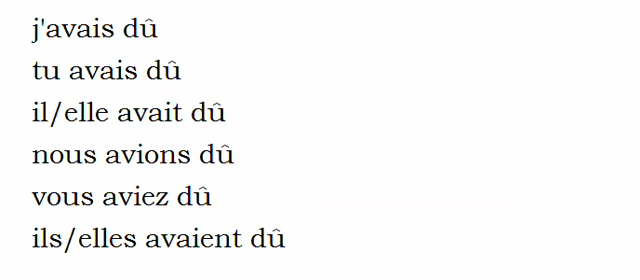 j'avais dû
tu avais dû
il/elle avait dû
nous avions dû
vous aviez dû
ils/elles avaient dû